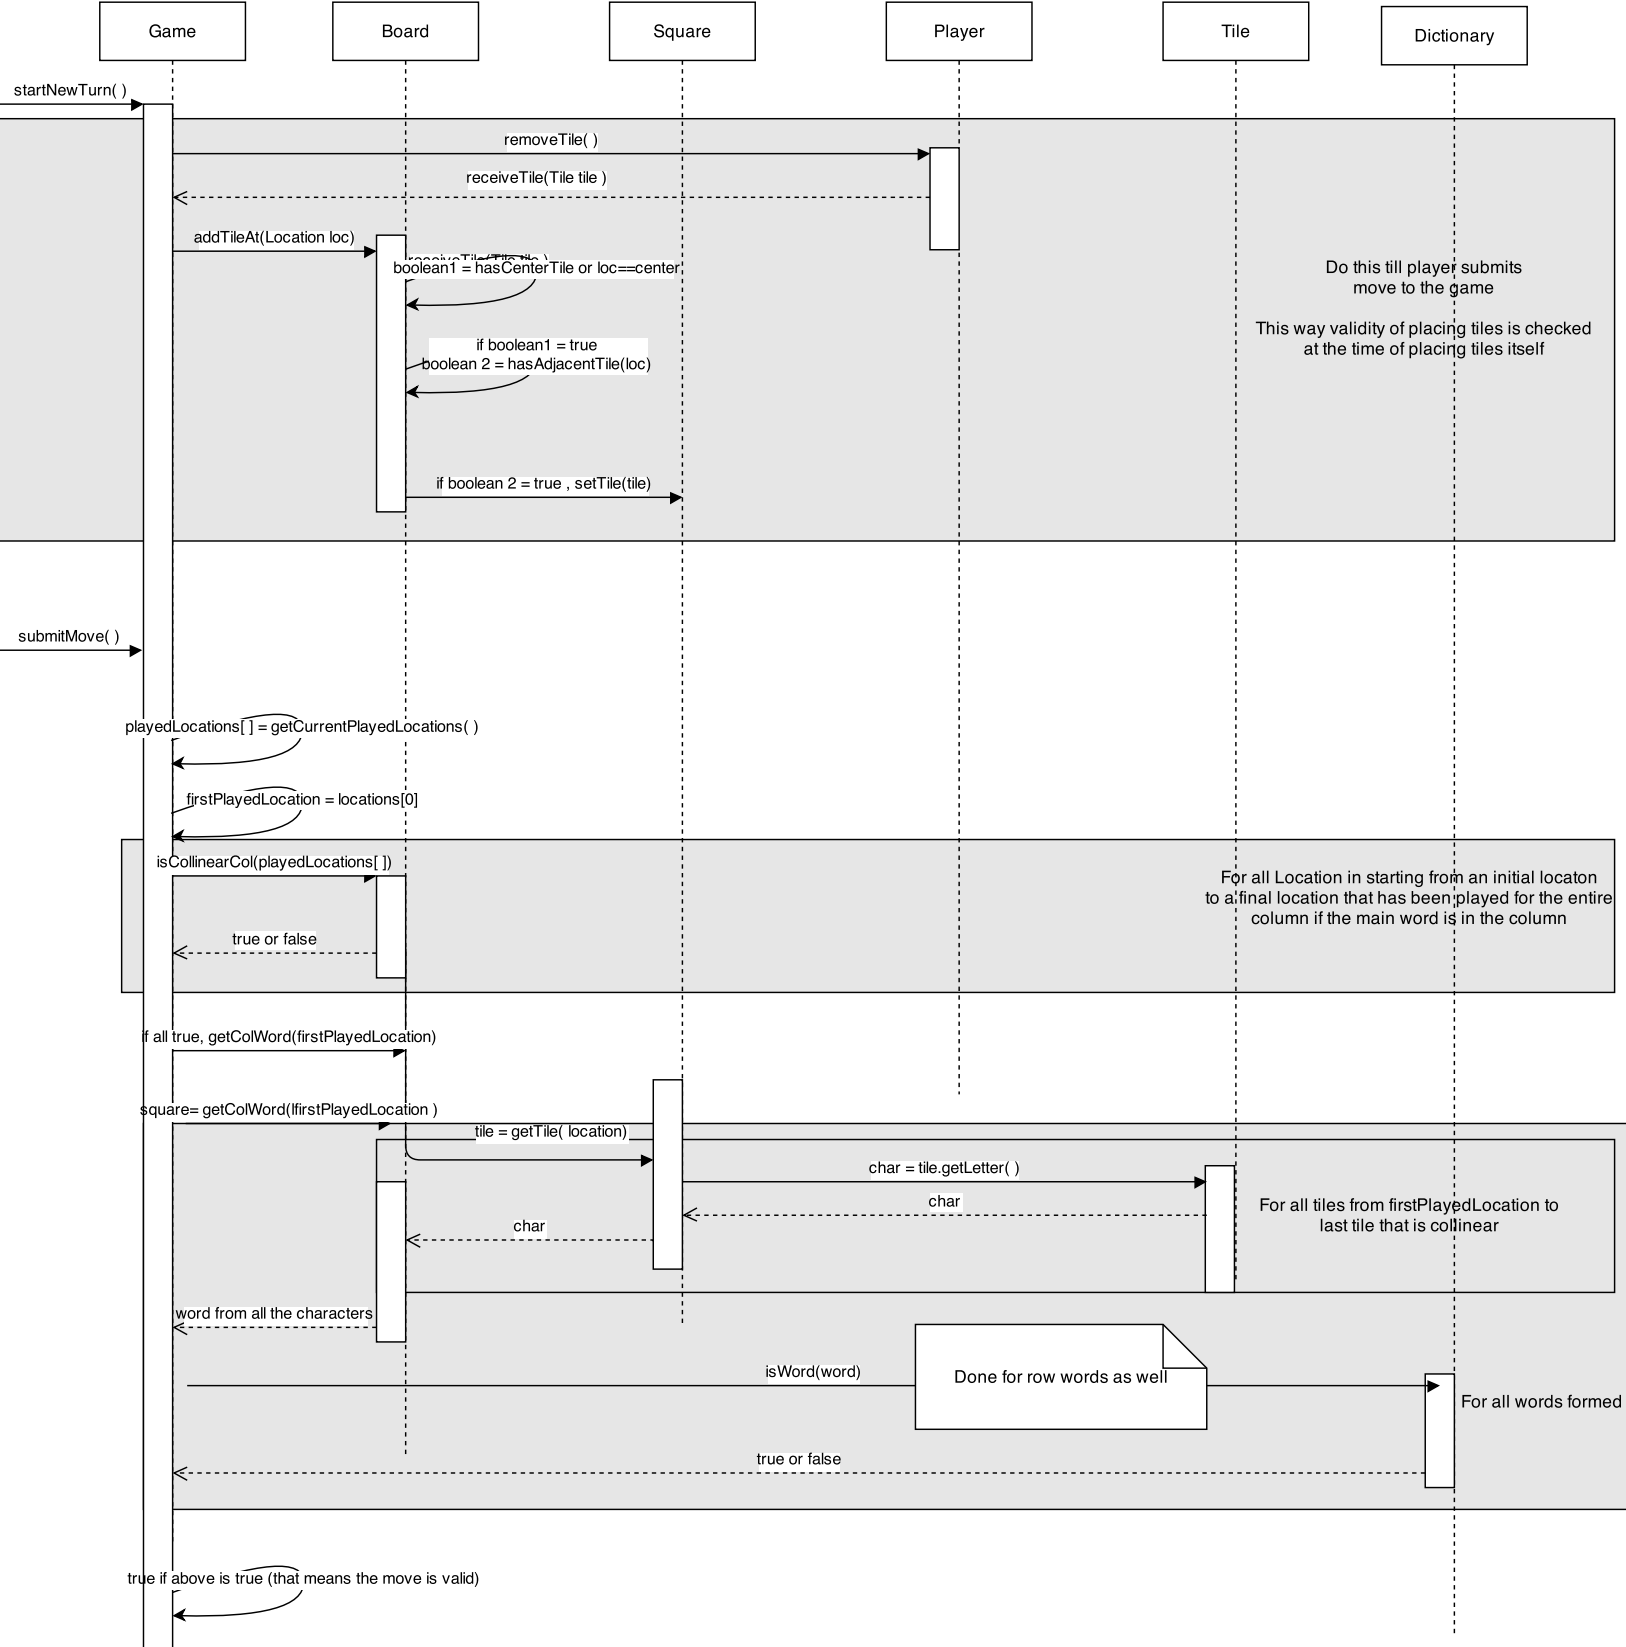 Game
Board
Square
Player
Tile
Dictionary
startNewTurn( )
removeTile( )
receiveTile(Tile tile )
addTileAt(Location loc)
receiveTile(Tile tile )
boolean1 = hasCenterTile or loc==center
Do this till player submits
move to the game
This way validity of placing tiles is checked
at the time of placing tiles itself
if boolean1 = true
boolean 2 = hasAdjacentTile(loc)
if boolean 2 = true , setTile(tile)
submitMove( )
playedLocations[ ] = getCurrentPlayedLocations( )
firstPlayedLocation = locations[0]
isCollinearCol(playedLocations[ ])
For all Location in starting from an initial locaton
to a final location that has been played for the entire
column if the main word is in the column
true or false
if all true, getColWord(firstPlayedLocation)
square= getColWord(lfirstPlayedLocation )
tile = getTile( location)
char = tile.getLetter( )
char
char
For all tiles from firstPlayedLocation to
last tile that is collinear
word from all the characters
isWord(word)
Done for row words as well
For all words formed
true or false
true if above is true (that means the move is valid)